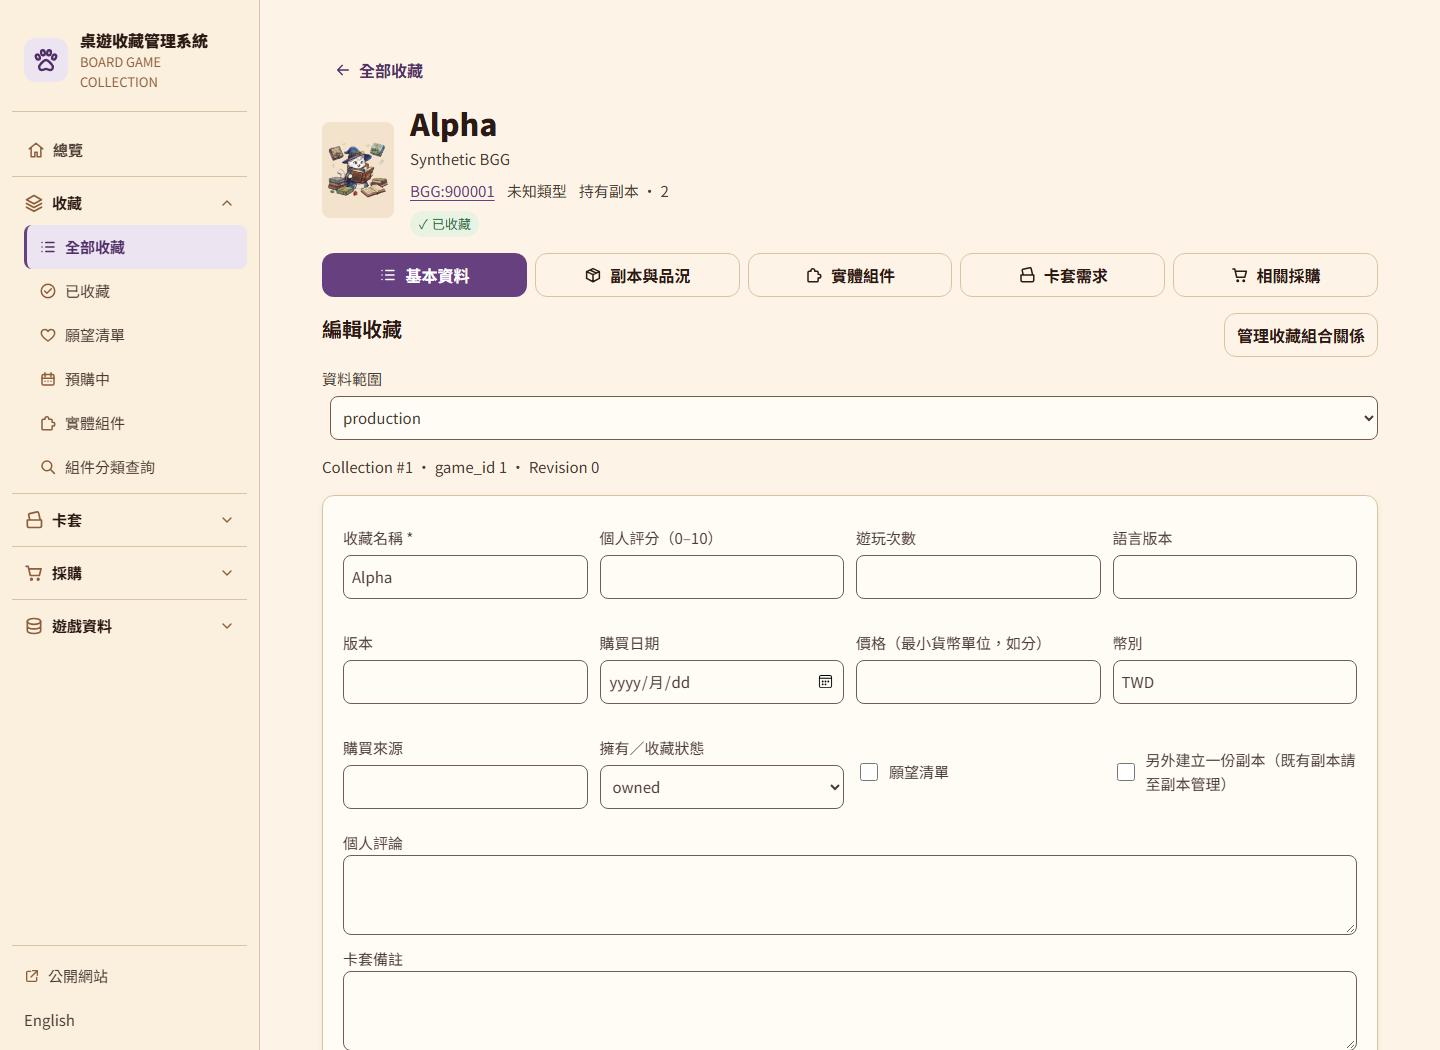 桌遊收藏管理系統
BOARD GAME
COLLECTION
總覽
收藏
全部收藏
已收藏
願望清單
預購中
實體組件
組件分類查詢
卡套
採購
遊戲資料
公開網站
English
← 全部收藏
Alpha
Synthetic BGG
BGG:900001 未知類型 持有副本 · 2
✓ 已收藏
基本資料
副本與品況
實體組件
卡套需求
相關採購
編輯收藏
管理收藏組合關係
資料範圍
production
Collection #1 · game_id 1 · Revision 0
收藏名稱 *
個人評分（0–10）
遊玩次數
語言版本
Alpha
版本
購買日期
價格（最小貨幣單位，如分）
幣別
yyyy/月/dd
TWD
購買來源
擁有／收藏狀態
owned
願望清單
另外建立一份副本（既有副本請
至副本管理）
個人評論
卡套備註